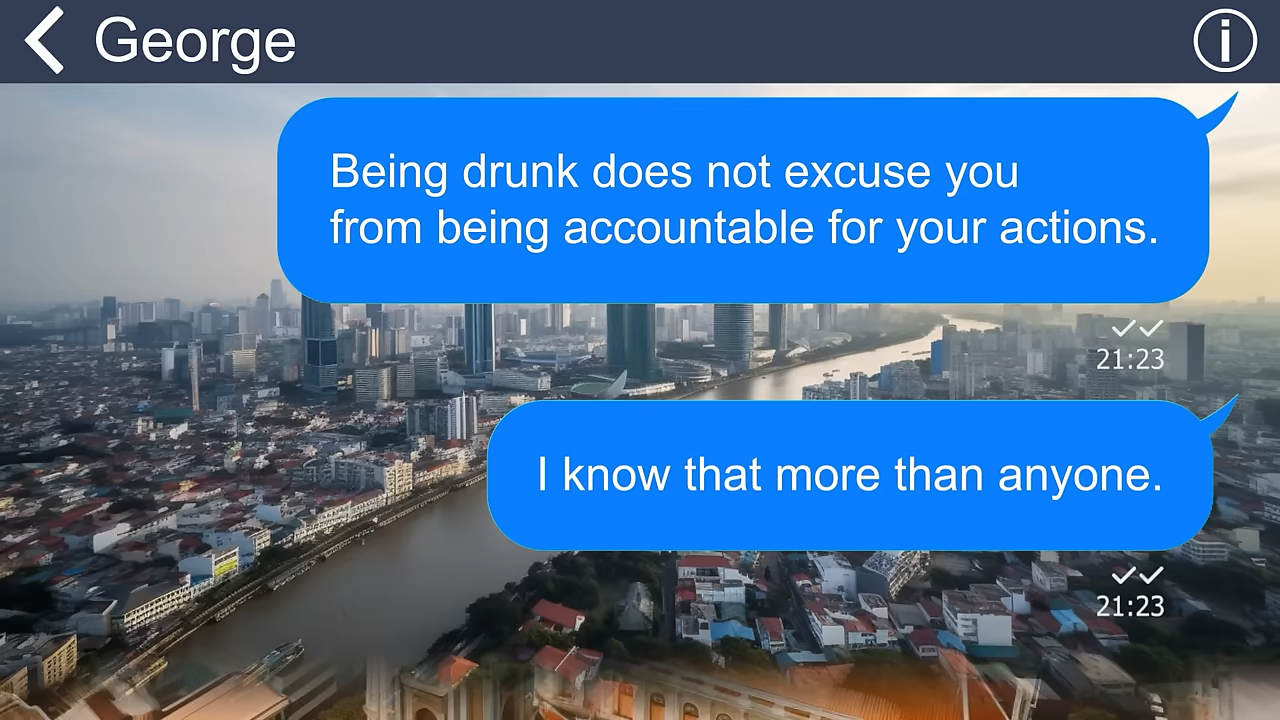 George
Being drunk does not excuse you
from being accountable for your actions.
21:23
I know that more than anyone.
21:23